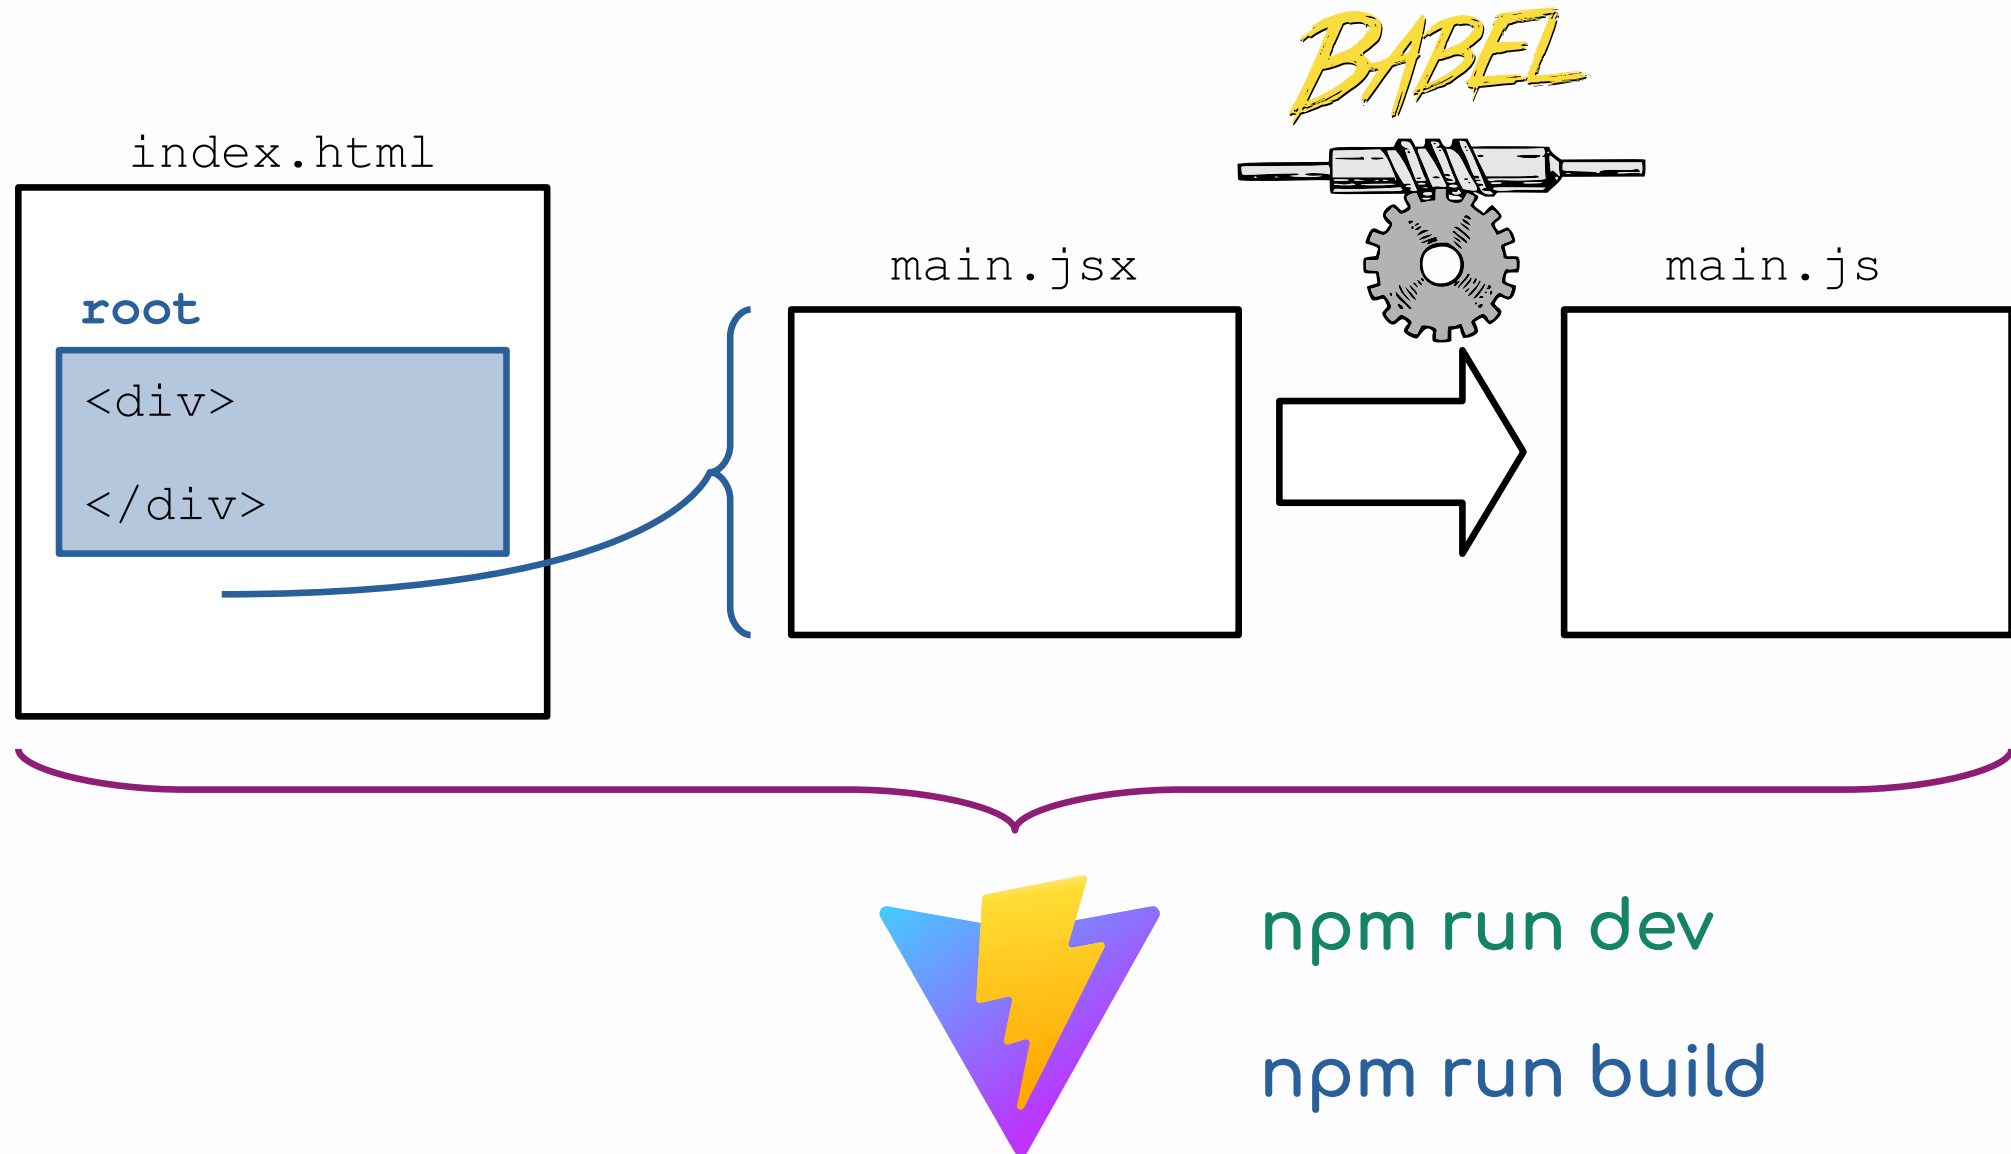 BABEL
index.html
root
<div>
</div>
main.jsx
main.js
npm run dev
npm run build